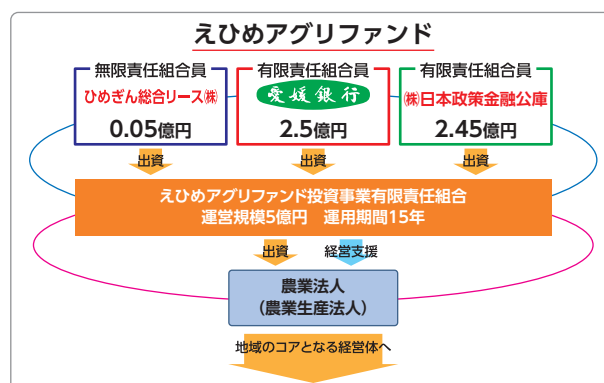 えひめアグリファンド
無限責任組合員
ひめぎん総合リース㈱
0.05億円
有限責任組合員
愛媛銀行
2.5億円
有限責任組合員
㈱日本政策金融公庫
2.45億円
出資
出資
出資
えひめアグリファンド投資事業有限責任組合
運営規模5億円　運用期間15年
出資
経営支援
農業法人
（農業生産法人）
地域のコアとなる経営体へ